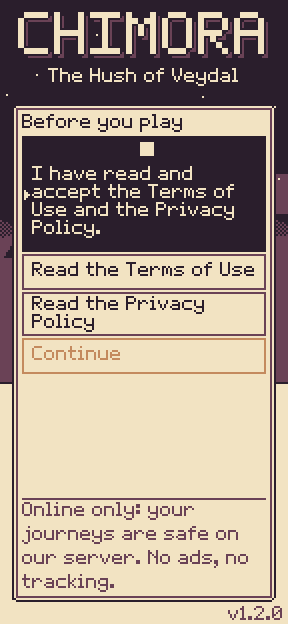 CHIMORA
The Hush of Veydal
Before you play
I have read and
accept the Terms of
Use and the Privacy
Policy.
Read the Terms of Use
Read the Privacy
Policy
Continue
Online only: your
journeys are safe on
our server. No ads, no
tracking.
v1.2.0